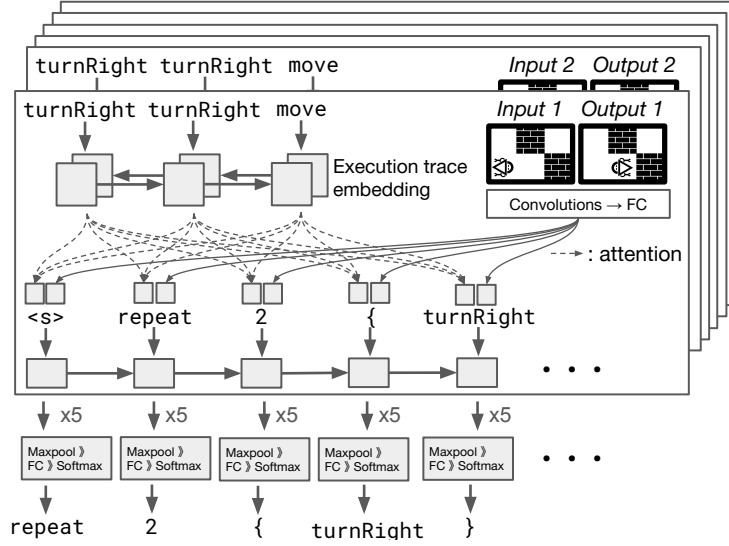 turnRight turnRight move
Input 2 Output 2
turnRight turnRight move
Input 1 Output 1
Execution trace
embedding
Convolutions → FC
: attention
<s> repeat 2 { turnRight
. . .
x5 x5 x5 x5 x5
Maxpool 》
FC 》Softmax
Maxpool 》
FC 》Softmax
Maxpool 》
FC 》Softmax
Maxpool 》
FC 》Softmax
Maxpool 》
FC 》Softmax
. . .
repeat 2 { turnRight }